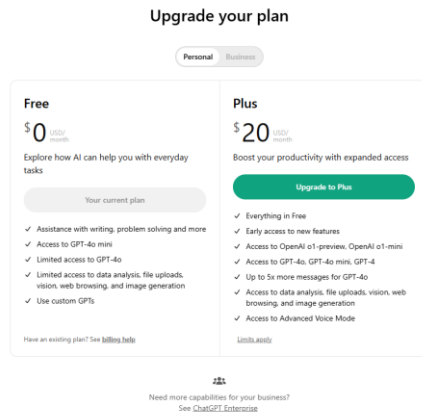 Upgrade your plan
Personal Business
Free
$0 USD/
month
Explore how AI can help you with everyday
tasks
Your current plan
✓ Assistance with writing, problem solving and more
✓ Access to GPT-4o mini
✓ Limited access to GPT-4o
✓ Limited access to data analysis, file uploads,
vision, web browsing, and image generation
✓ Use custom GPTs
Have an existing plan? See billing help
Plus
$20 USD/
month
Boost your productivity with expanded access
Upgrade to Plus
✓ Everything in Free
✓ Early access to new features
✓ Access to OpenAI o1-preview, OpenAI o1-mini
✓ Access to GPT-4o, GPT-4o mini, GPT-4
✓ Up to 5x more messages for GPT-4o
✓ Access to data analysis, file uploads, vision, web
browsing, and image generation
✓ Access to Advanced Voice Mode
Limits apply
Need more capabilities for your business?
See ChatGPT Enterprise